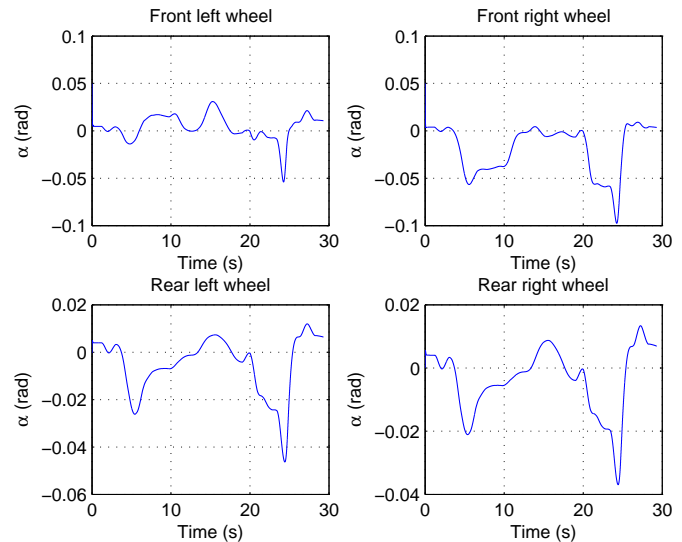 Front left wheel
0.1
0.05
0
−0.05
−0.1
α (rad)
0 10 20 30
Time (s)
Front right wheel
0.1
0.05
0
−0.05
−0.1
α (rad)
0 10 20 30
Time (s)
Rear left wheel
0.02
0
−0.02
−0.04
−0.06
α (rad)
0 10 20 30
Time (s)
Rear right wheel
0.02
0
−0.02
−0.04
α (rad)
0 10 20 30
Time (s)